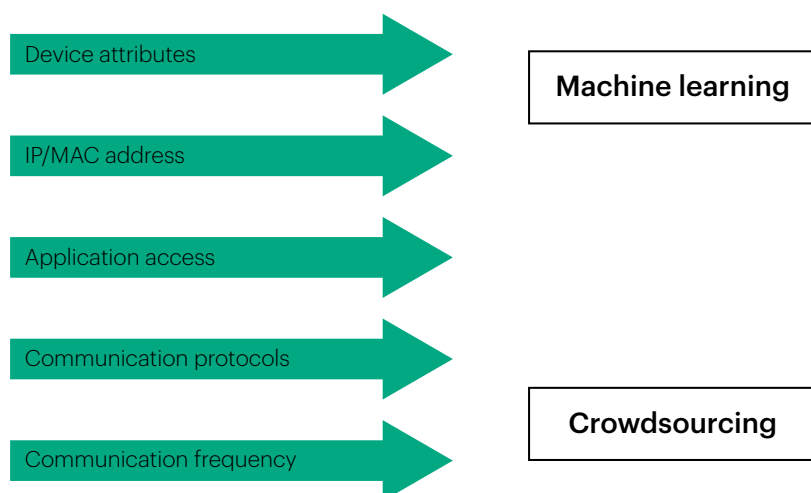 Device attributes
Machine learning
IP/MAC address
Application access
Communication protocols
Crowdsourcing
Communication frequency